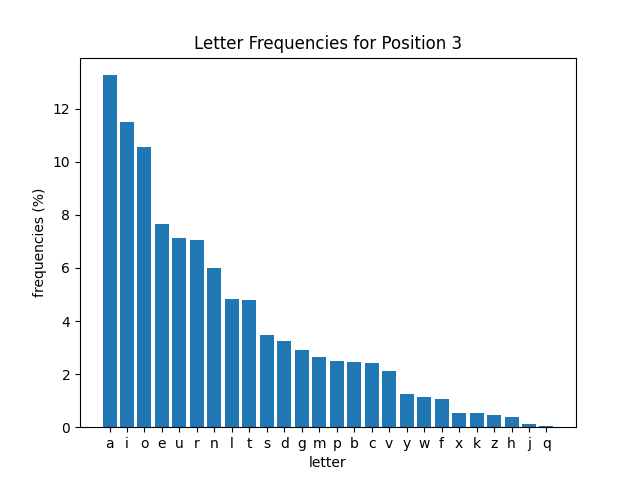 Letter Frequencies for Position 3
12
10
8
6
4
2
0
frequencies (%)
a i o e u r n l t s d g m p b c v y w f x k z h j q
letter